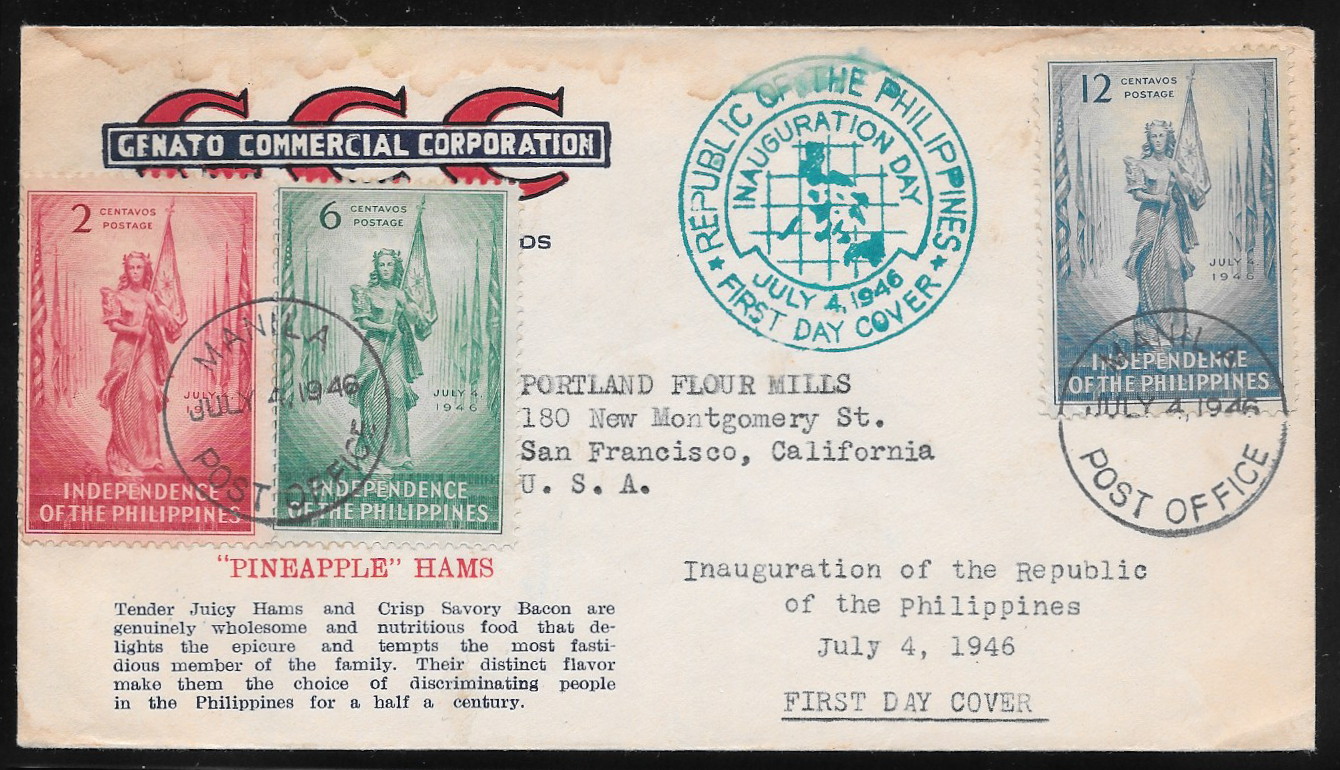 GCC
GENATO COMMERCIAL CORPORATION
DS
REPUBLIC OF THE PHILIPPINES
INAUGURATION DAY
JULY 4, 1946
★ FIRST DAY COVER ★
12 CENTAVOS
POSTAGE
JULY 4,
1946
INDEPENDENCE
OF THE PHILIPPINES
MANILA
JULY 4, 1946
POST OFFICE
2 CENTAVOS
POSTAGE
JULY
INDEPENDENCE
OF THE PHILIPPINES
6 CENTAVOS
POSTAGE
JULY 4,
1946
INDEPENDENCE
OF THE PHILIPPINES
MANILA
JULY 4, 1946
POST OFFICE
PORTLAND FLOUR MILLS
180 New Montgomery St.
San Francisco, California
U. S. A.
"PINEAPPLE" HAMS
Tender Juicy Hams and Crisp Savory Bacon are
genuinely wholesome and nutritious food that de-
lights the epicure and tempts the most fasti-
dious member of the family. Their distinct flavor
make them the choice of discriminating people
in the Philippines for a half a century.
Inauguration of the Republic
of the Philippines
July 4, 1946
FIRST DAY COVER